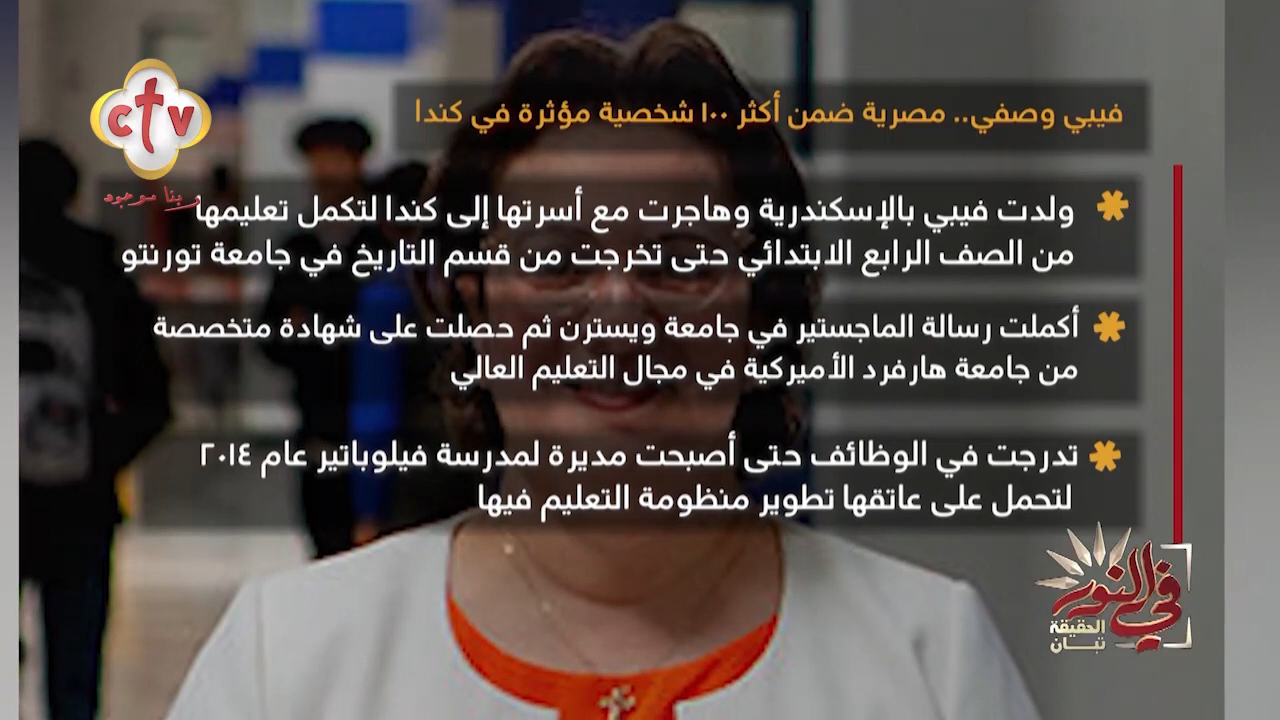 ctv
ربنا موجود
فيبي وصفي.. مصرية ضمن أكثر ١٠٠ شخصية مؤثرة في كندا
ولدت فيبي بالإسكندرية وهاجرت مع أسرتها إلى كندا لتكمل تعليمها
من الصف الرابع الابتدائي حتى تخرجت من قسم التاريخ في جامعة تورنتو
أكملت رسالة الماجستير في جامعة ويسترن ثم حصلت على شهادة متخصصة
من جامعة هارفرد الأميركية في مجال التعليم العالي
تدرجت في الوظائف حتى أصبحت مديرة لمدرسة فيلوباتير عام ٢٠١٤
لتحمل على عاتقها تطوير منظومة التعليم فيها
في النور
الحقيقة
تبان